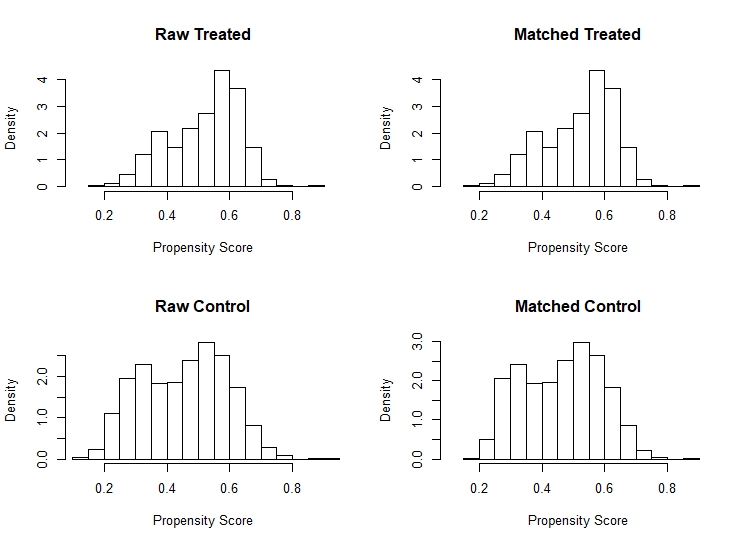 Raw Treated
Density
0 1 2 3 4
0.2 0.4 0.6 0.8
Propensity Score
Matched Treated
Density
0 1 2 3 4
0.2 0.4 0.6 0.8
Propensity Score
Raw Control
Density
0.0 1.0 2.0
0.2 0.4 0.6 0.8
Propensity Score
Matched Control
Density
0.0 1.0 2.0 3.0
0.2 0.4 0.6 0.8
Propensity Score